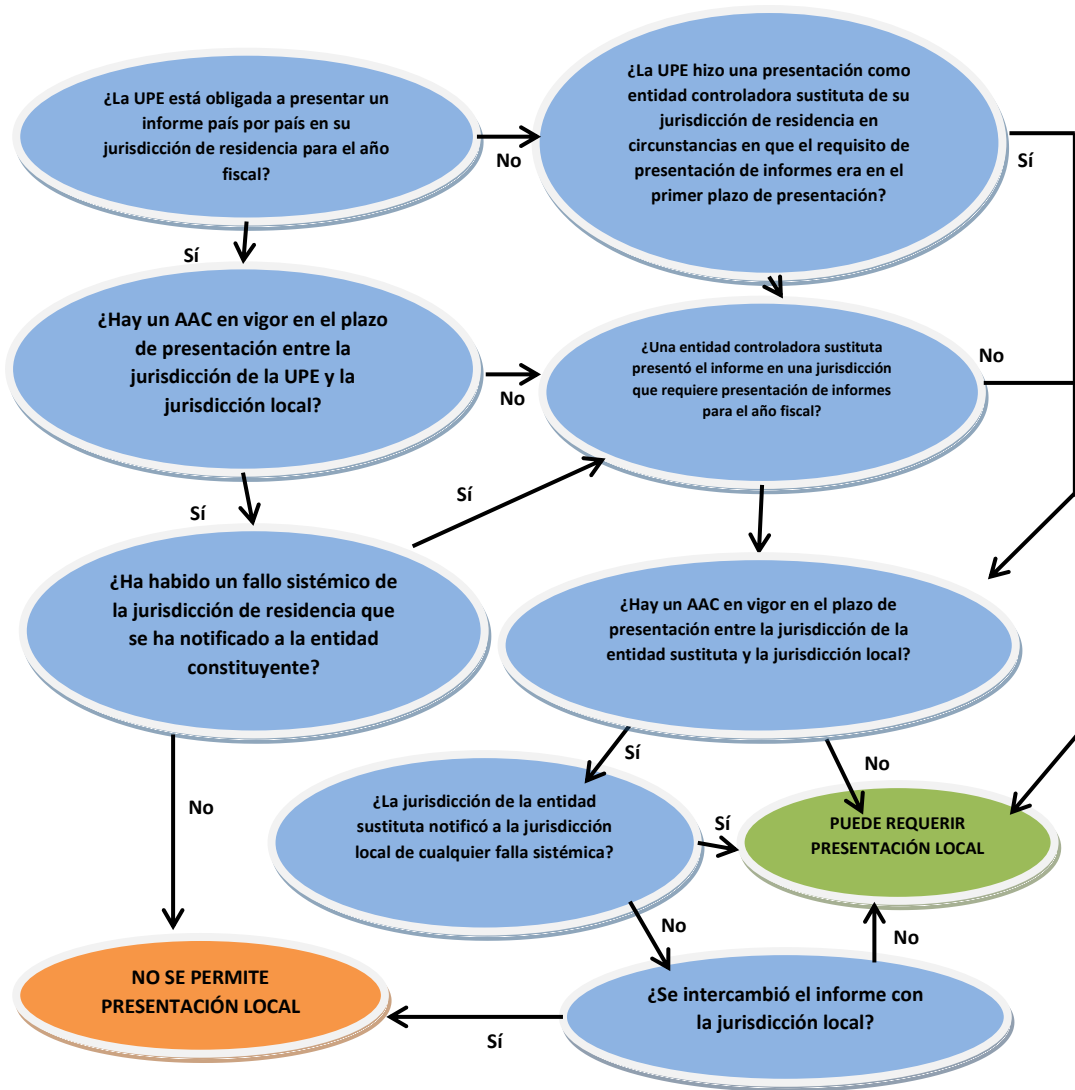 ¿La UPE está obligada a presentar un
informe país por país en su
jurisdicción de residencia para el año
fiscal?
No
¿La UPE hizo una presentación como
entidad controladora sustituta de su
jurisdicción de residencia en
circunstancias en que el requisito de
presentación de informes era en el
primer plazo de presentación?
Sí
Sí
¿Hay un AAC en vigor en el plazo
de presentación entre la
jurisdicción de la UPE y la
jurisdicción local?
No
¿Una entidad controladora sustituta
presentó el informe en una jurisdicción
que requiere presentación de informes
para el año fiscal?
No
Sí
Sí
¿Ha habido un fallo sistémico de
la jurisdicción de residencia que
se ha notificado a la entidad
constituyente?
¿Hay un AAC en vigor en el plazo de
presentación entre la jurisdicción de la
entidad sustituta y la jurisdicción local?
No
Sí
No
¿La jurisdicción de la entidad
sustituta notificó a la jurisdicción
local de cualquier falla sistémica?
Sí
PUEDE REQUERIR
PRESENTACIÓN LOCAL
No
No
NO SE PERMITE
PRESENTACIÓN LOCAL
Sí
¿Se intercambió el informe con
la jurisdicción local?